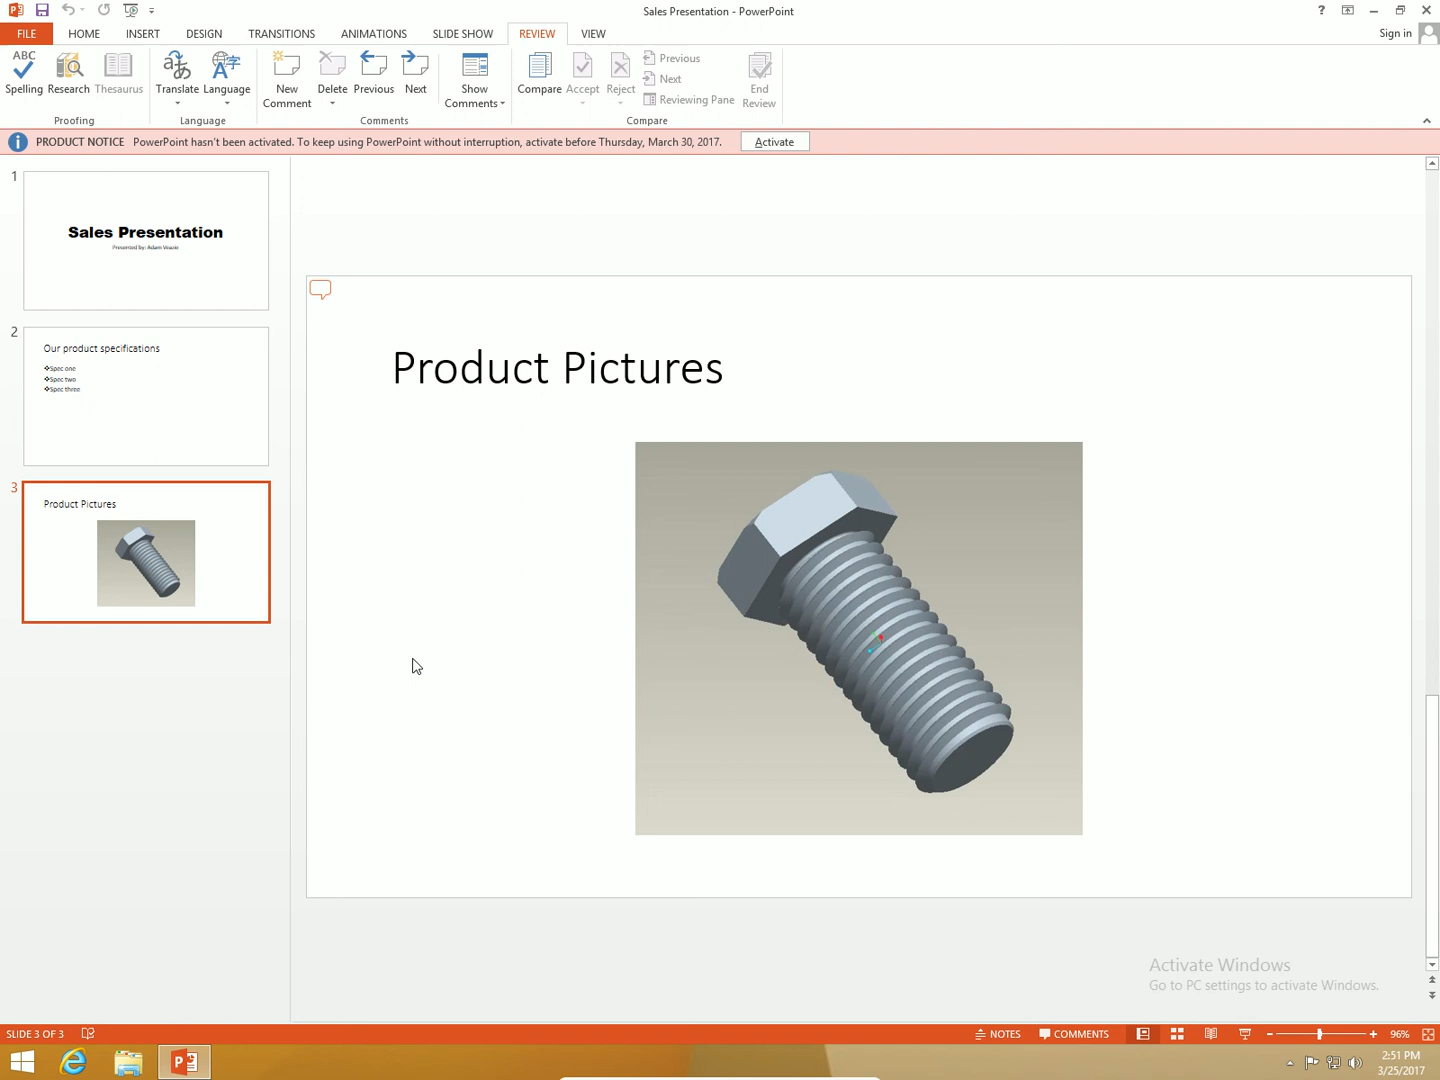 Sales Presentation - PowerPoint
?
FILE HOME INSERT DESIGN TRANSITIONS ANIMATIONS SLIDE SHOW REVIEW VIEW Sign in
ABC
Spelling Research Thesaurus Translate Language New Comment Delete Previous Next Show Comments Compare Accept Reject Previous Next Reviewing Pane End Review
Proofing Language Comments Compare
PRODUCT NOTICE PowerPoint hasn't been activated. To keep using PowerPoint without interruption, activate before Thursday, March 30, 2017. Activate
1
Sales Presentation
Presented by: Adam Veazie
2
Our product specifications
❖Spec one
❖Spec two
❖Spec three
3
Product Pictures
Product Pictures
Activate Windows
Go to PC settings to activate Windows.
SLIDE 3 OF 3 NOTES COMMENTS 96%
2:51 PM
3/25/2017